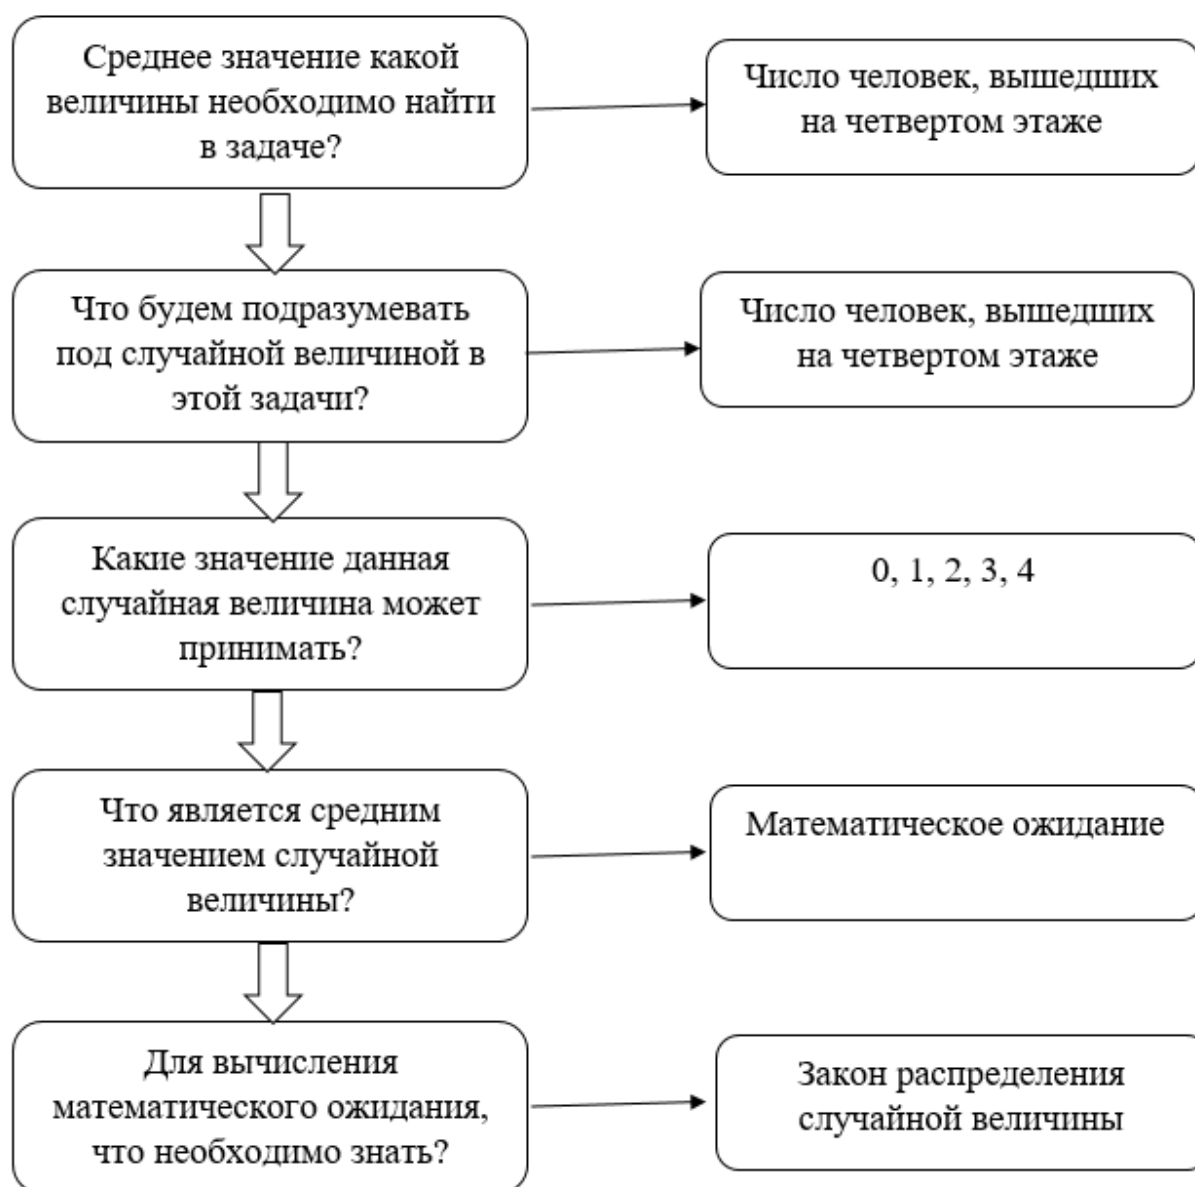 Среднее значение какой
величины необходимо найти
в задаче?
Число человек, вышедших
на четвертом этаже
Что будем подразумевать
под случайной величиной в
этой задачи?
Число человек, вышедших
на четвертом этаже
Какие значение данная
случайная величина может
принимать?
0, 1, 2, 3, 4
Что является средним
значением случайной
величины?
Математическое ожидание
Для вычисления
математического ожидания,
что необходимо знать?
Закон распределения
случайной величины